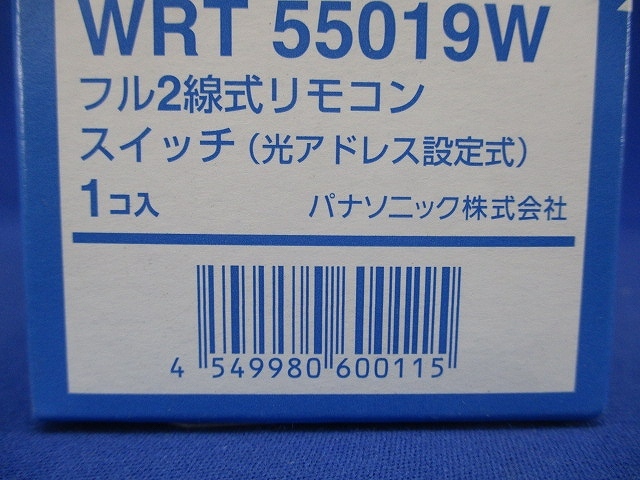 WRT 55019W
フル2線式リモコン
スイッチ（光アドレス設定式）
1コ入 パナソニック株式会社
4 549980 600115